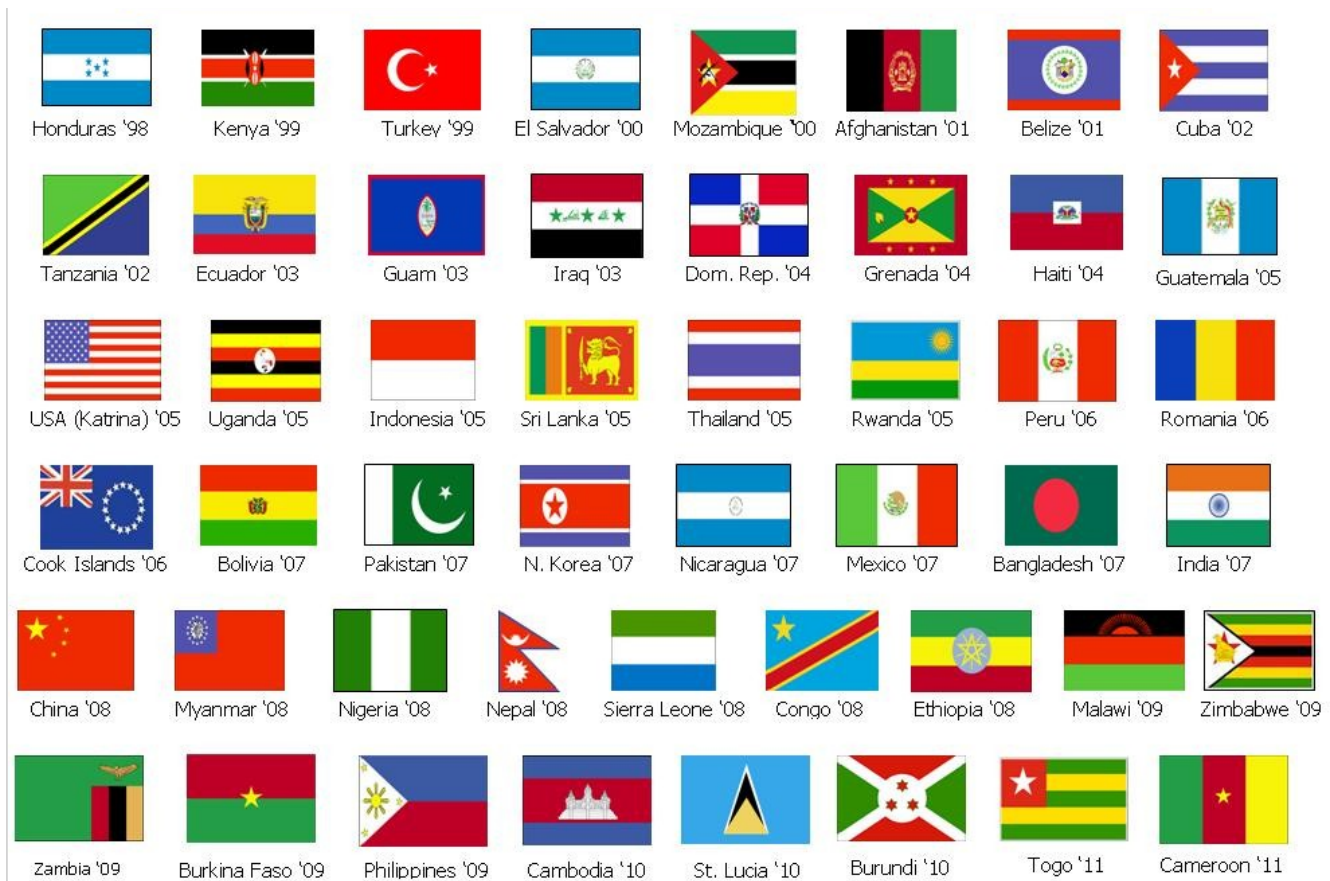 Honduras '98 Kenya '99 Turkey '99 El Salvador '00 Mozambique '00 Afghanistan '01 Belize '01 Cuba '02
Tanzania '02 Ecuador '03 Guam '03 Iraq '03 Dom. Rep. '04 Grenada '04 Haiti '04 Guatemala '05
USA (Katrina) '05 Uganda '05 Indonesia '05 Sri Lanka '05 Thailand '05 Rwanda '05 Peru '06 Romania '06
Cook Islands '06 Bolivia '07 Pakistan '07 N. Korea '07 Nicaragua '07 Mexico '07 Bangladesh '07 India '07
China '08 Myanmar '08 Nigeria '08 Nepal '08 Sierra Leone '08 Congo '08 Ethiopia '08 Malawi '09 Zimbabwe '09
Zambia '09 Burkina Faso '09 Philippines '09 Cambodia '10 St. Lucia '10 Burundi '10 Togo '11 Cameroon '11